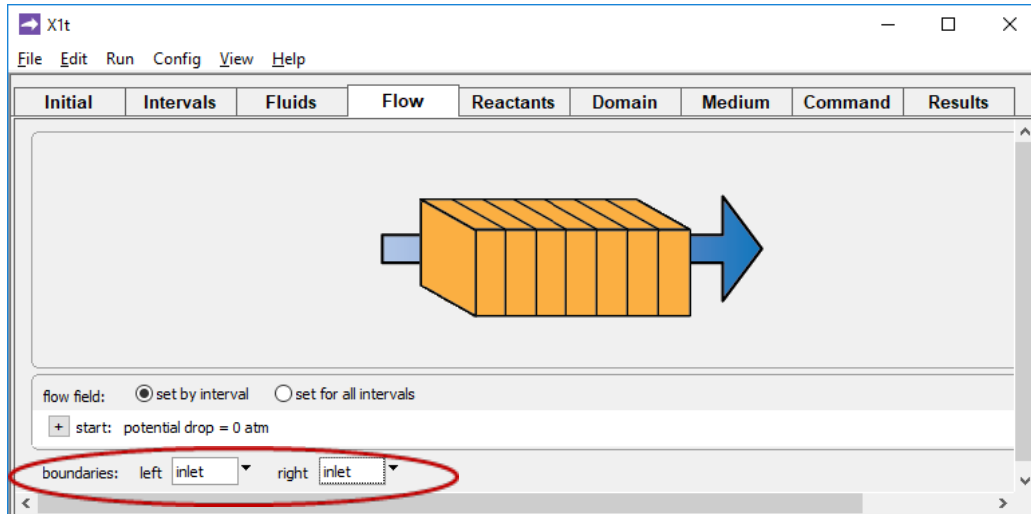 X1t
File Edit Run Config View Help
Initial Intervals Fluids Flow Reactants Domain Medium Command Results
flow field: set by interval set for all intervals
+ start: potential drop = 0 atm
boundaries: left inlet right inlet